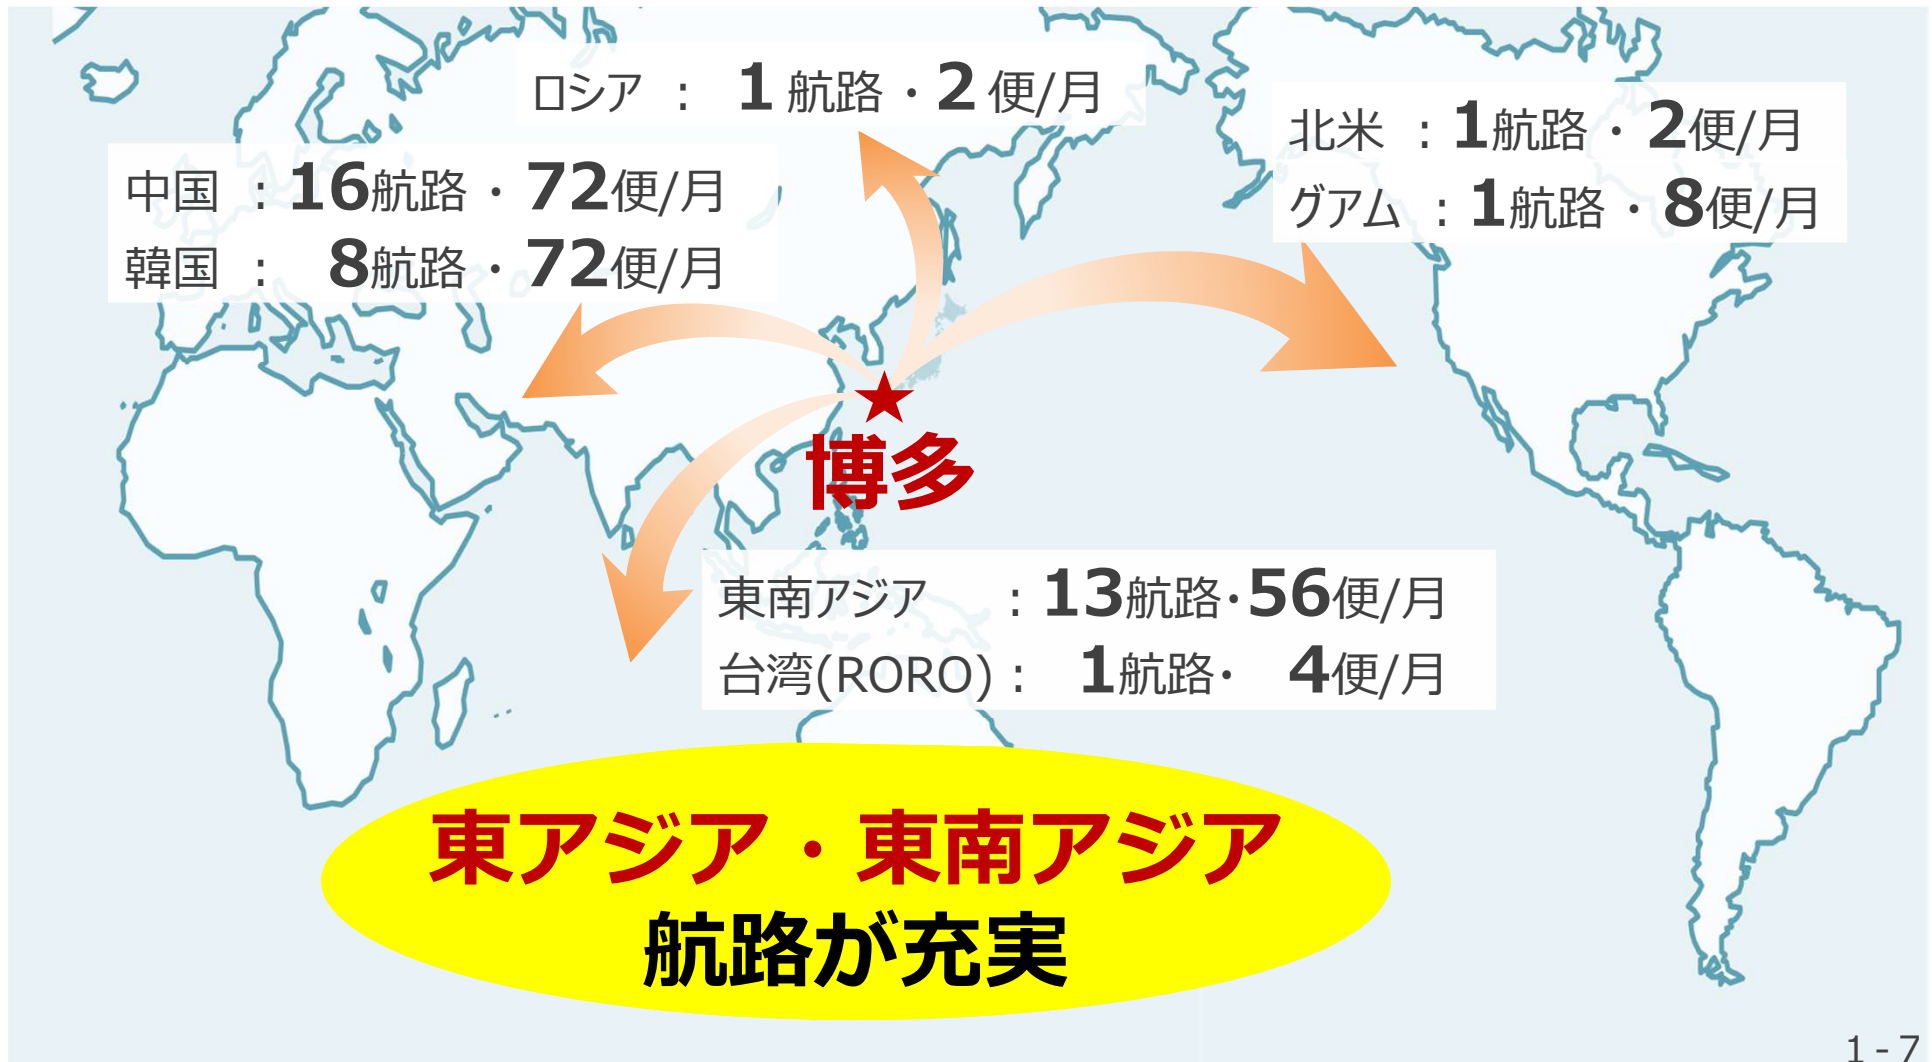 ロシア : 1航路・2便/月
北米 : 1航路・2便/月
グアム : 1航路・8便/月
中国 : 16航路・72便/月
韓国 : 8航路・72便/月
博多
東南アジア : 13航路・56便/月
台湾(RORO) : 1航路・ 4便/月
東アジア・東南アジア
航路が充実
1-7